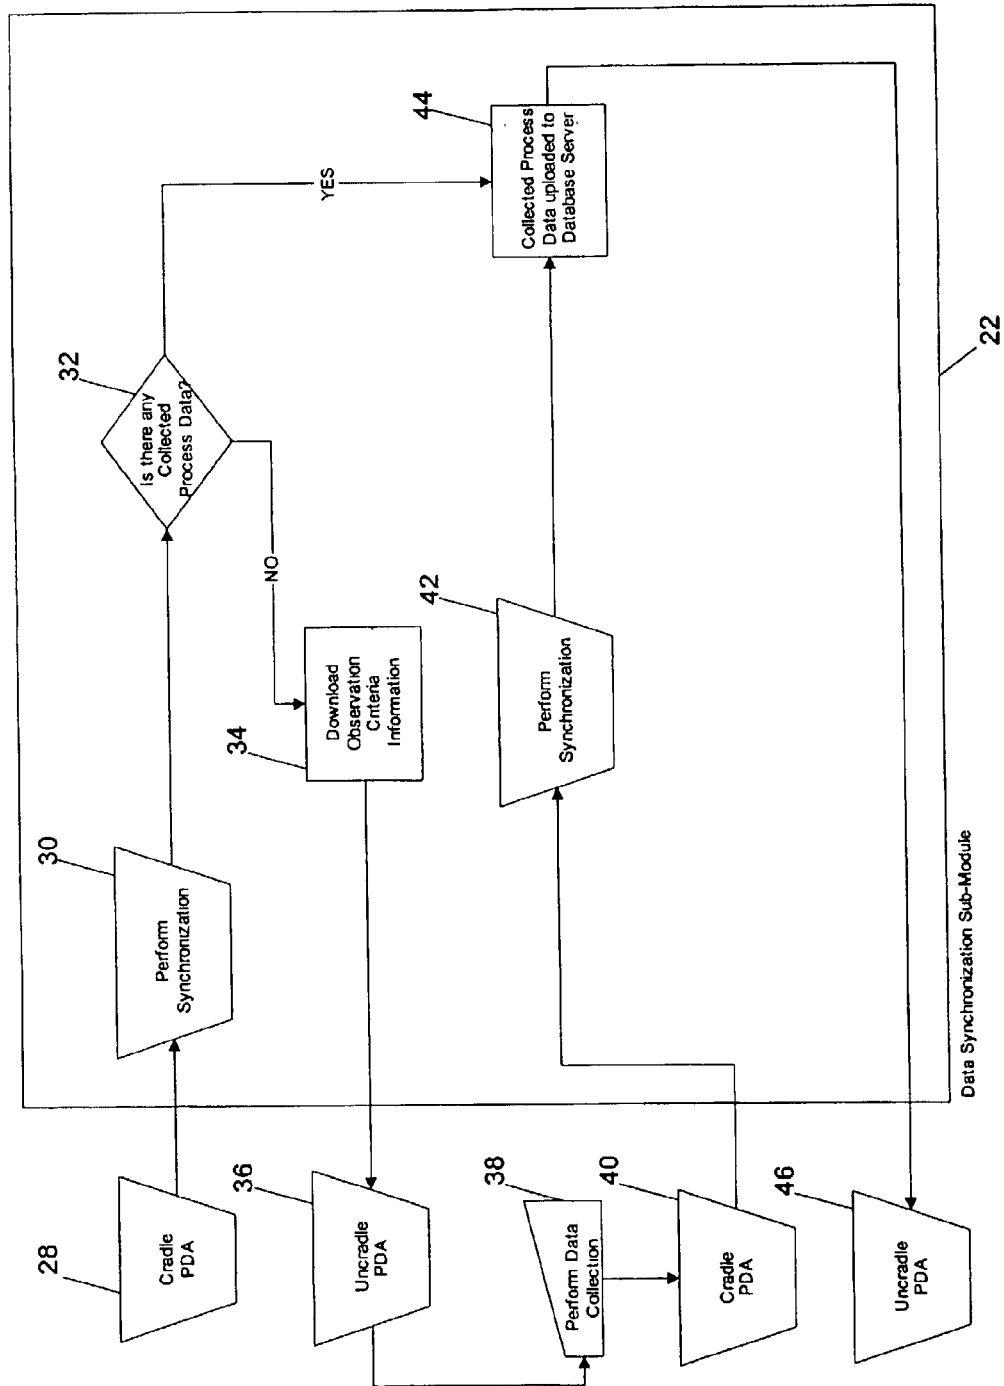 28
Cradle
PDA
30
Perform
Synchronization
32
Is there any
Collected
Process Data?
YES
NO
34
Download
Observation
Criteria
Information
36
Uncradle
PDA
38
Perform Data
Collection
40
Cradle
PDA
42
Perform
Synchronization
44
Collected Process
Data uploaded to
Database Server
46
Uncradle
PDA
Data Synchronization Sub-Module
22